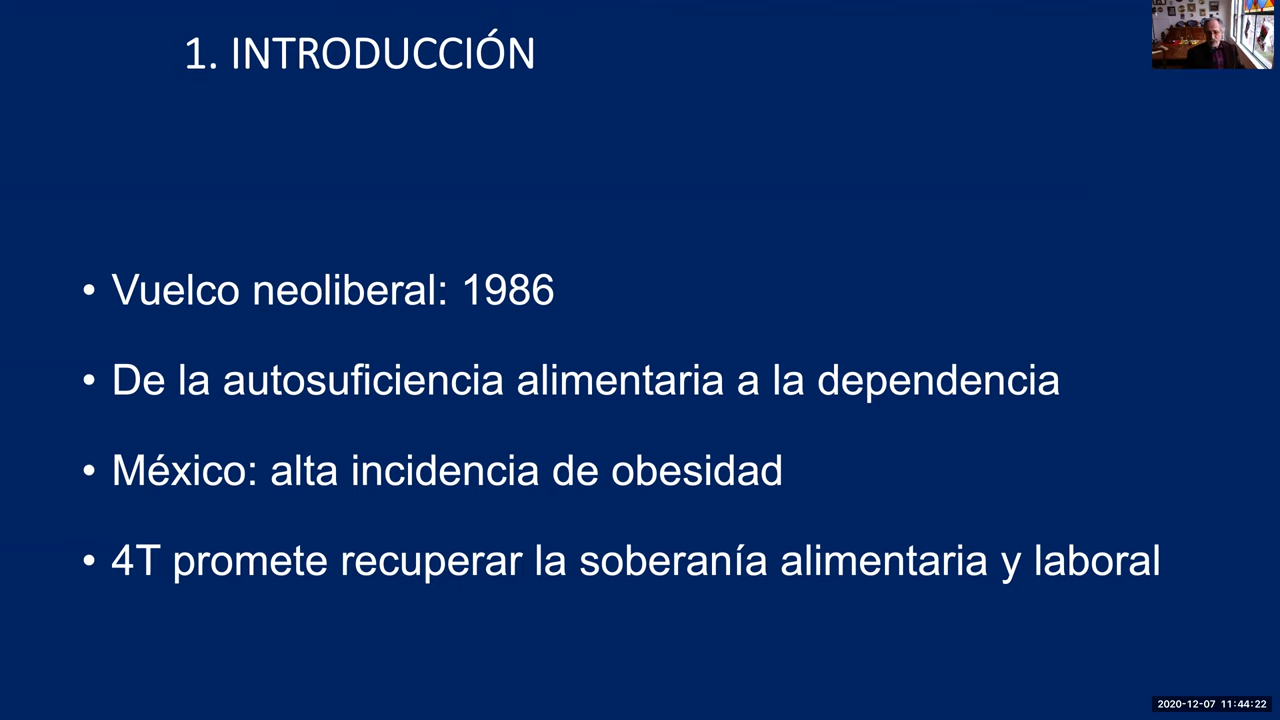 1. INTRODUCCIÓN
• Vuelco neoliberal: 1986
• De la autosuficiencia alimentaria a la dependencia
• México: alta incidencia de obesidad
• 4T promete recuperar la soberanía alimentaria y laboral
2020-12-07 11:44:22